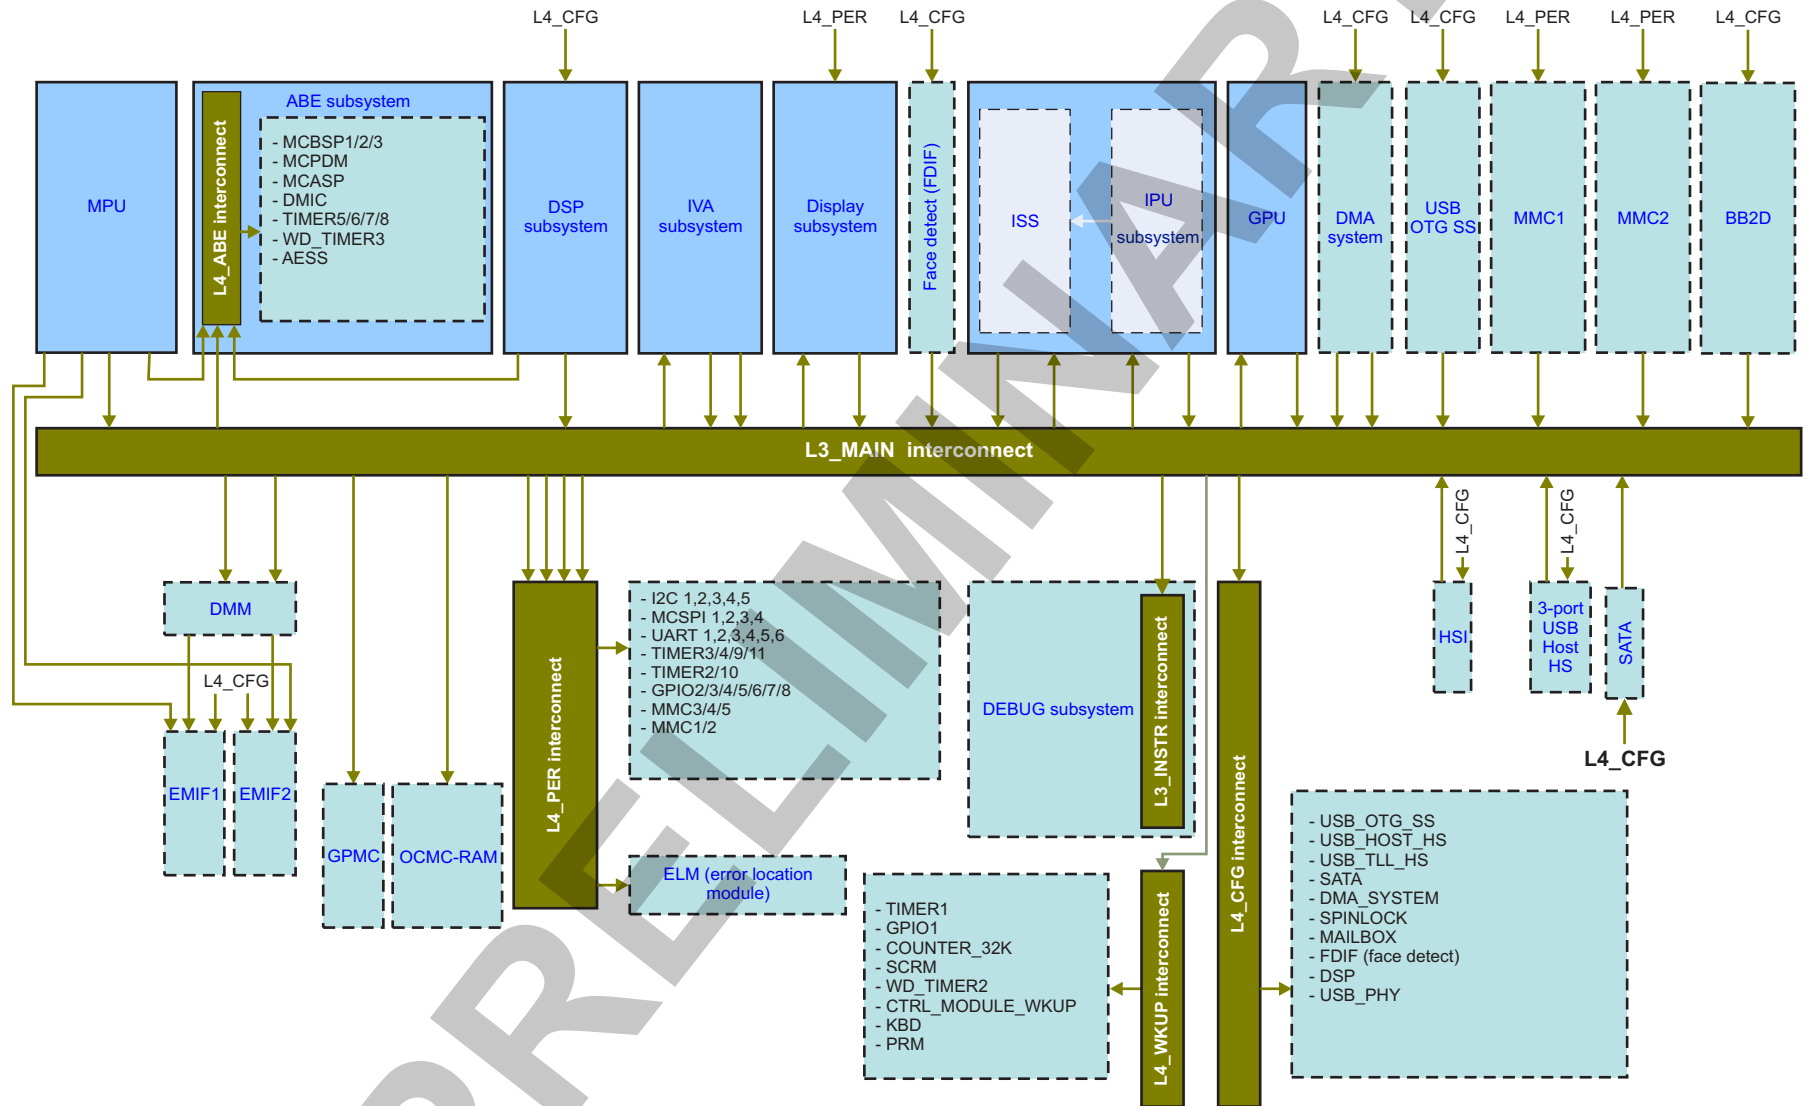 L4_CFG
L4_PER
L4_CFG
L4_CFG
L4_CFG
L4_PER
L4_PER
L4_CFG
MPU
ABE subsystem
L4_ABE interconnect
- MCBSP1/2/3
- MCPDM
- MCASP
- DMIC
- TIMER5/6/7/8
- WD_TIMER3
- AESS
DSP
subsystem
IVA
subsystem
Display
subsystem
Face detect (FDIF)
ISS
IPU
subsystem
GPU
DMA
system
USB
OTG SS
MMC1
MMC2
BB2D
L3_MAIN interconnect
DMM
L4_CFG
EMIF1
EMIF2
GPMC
OCMC-RAM
L4_PER interconnect
- I2C 1,2,3,4,5
- MCSPI 1,2,3,4
- UART 1,2,3,4,5,6
- TIMER3/4/9/11
- TIMER2/10
- GPIO2/3/4/5/6/7/8
- MMC3/4/5
- MMC1/2
ELM (error location
module)
DEBUG subsystem
L3_INSTR interconnect
- TIMER1
- GPIO1
- COUNTER_32K
- SCRM
- WD_TIMER2
- CTRL_MODULE_WKUP
- KBD
- PRM
L4_WKUP interconnect
L4_CFG interconnect
L4_CFG
HSI
L4_CFG
3-port
USB
Host
HS
SATA
L4_CFG
- USB_OTG_SS
- USB_HOST_HS
- USB_TLL_HS
- SATA
- DMA_SYSTEM
- SPINLOCK
- MAILBOX
- FDIF (face detect)
- DSP
- USB_PHY
PRELIMINAR